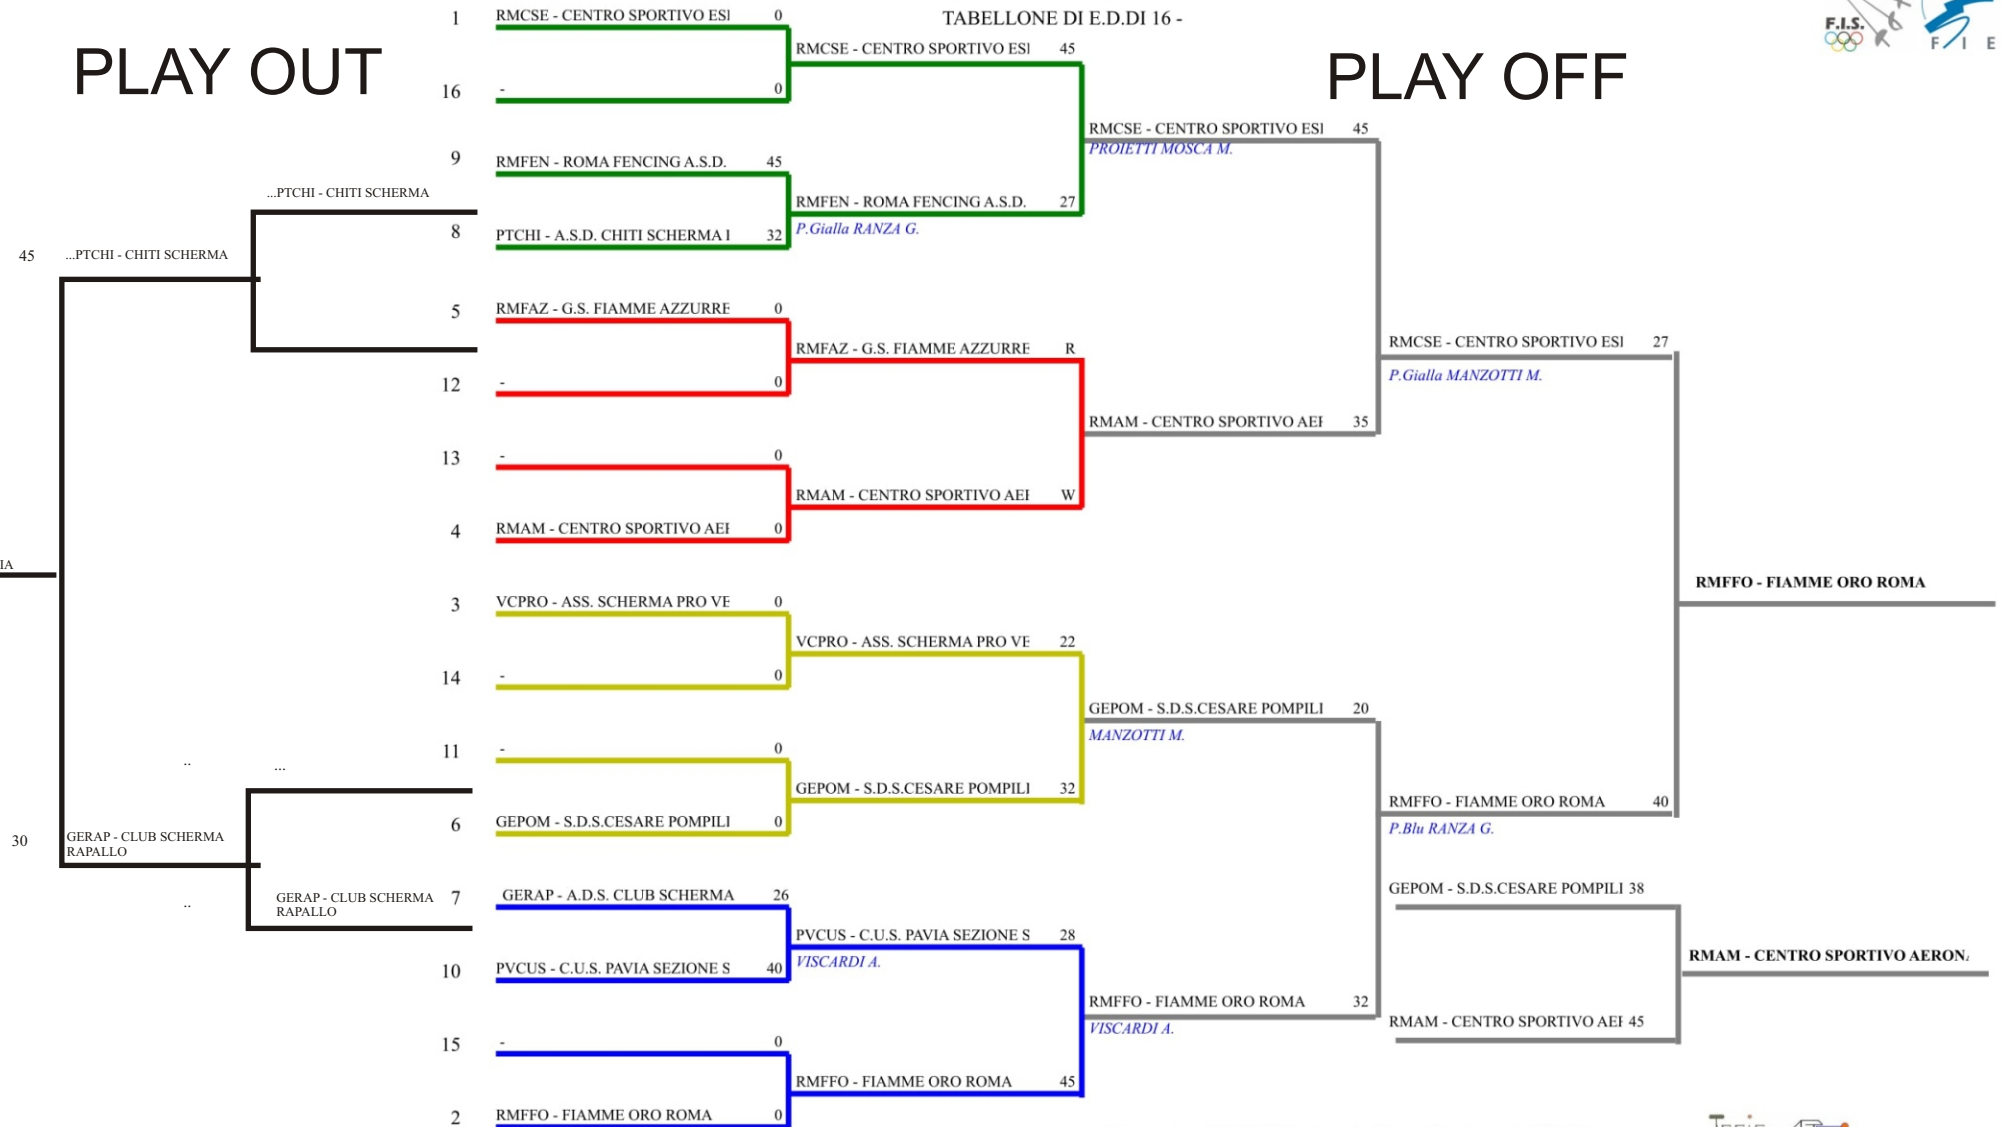 TABELLONE DI E.D.DI 16 -
PLAY OUT
PLAY OFF
F.I.S.
F I E
1 RMCSE - CENTRO SPORTIVO ESI 0
RMCSE - CENTRO SPORTIVO ESI 45
16 - 0
RMCSE - CENTRO SPORTIVO ESI 45
PROIETTI MOSCA M.
9 RMFEN - ROMA FENCING A.S.D. 45
...PTCHI - CHITI SCHERMA
RMFEN - ROMA FENCING A.S.D. 27
P.Gialla RANZA G.
8 PTCHI - A.S.D. CHITI SCHERMA I 32
45 ...PTCHI - CHITI SCHERMA
5 RMFAZ - G.S. FIAMME AZZURRE 0
RMFAZ - G.S. FIAMME AZZURRE R
RMCSE - CENTRO SPORTIVO ESI 27
P.Gialla MANZOTTI M.
12 - 0
RMAM - CENTRO SPORTIVO AEI 35
13 - 0
RMAM - CENTRO SPORTIVO AEI W
4 RMAM - CENTRO SPORTIVO AEI 0
IA
RMFFO - FIAMME ORO ROMA
3 VCPRO - ASS. SCHERMA PRO VE 0
VCPRO - ASS. SCHERMA PRO VE 22
14 - 0
GEPOM - S.D.S.CESARE POMPILI 20
MANZOTTI M.
11 - 0
.. ...
GEPOM - S.D.S.CESARE POMPILI 32
RMFFO - FIAMME ORO ROMA 40
P.Blu RANZA G.
6 GEPOM - S.D.S.CESARE POMPILI 0
30 GERAP - CLUB SCHERMA
RAPALLO
GEPOM - S.D.S.CESARE POMPILI 38
..
GERAP - CLUB SCHERMA
RAPALLO
7 GERAP - A.D.S. CLUB SCHERMA 26
PVCUS - C.U.S. PAVIA SEZIONE S 28
VISCARDI A.
RMAM - CENTRO SPORTIVO AERON
10 PVCUS - C.U.S. PAVIA SEZIONE S 40
RMFFO - FIAMME ORO ROMA 32
VISCARDI A.
RMAM - CENTRO SPORTIVO AEI 45
15 - 0
RMFFO - FIAMME ORO ROMA 45
2 RMFFO - FIAMME ORO ROMA 0